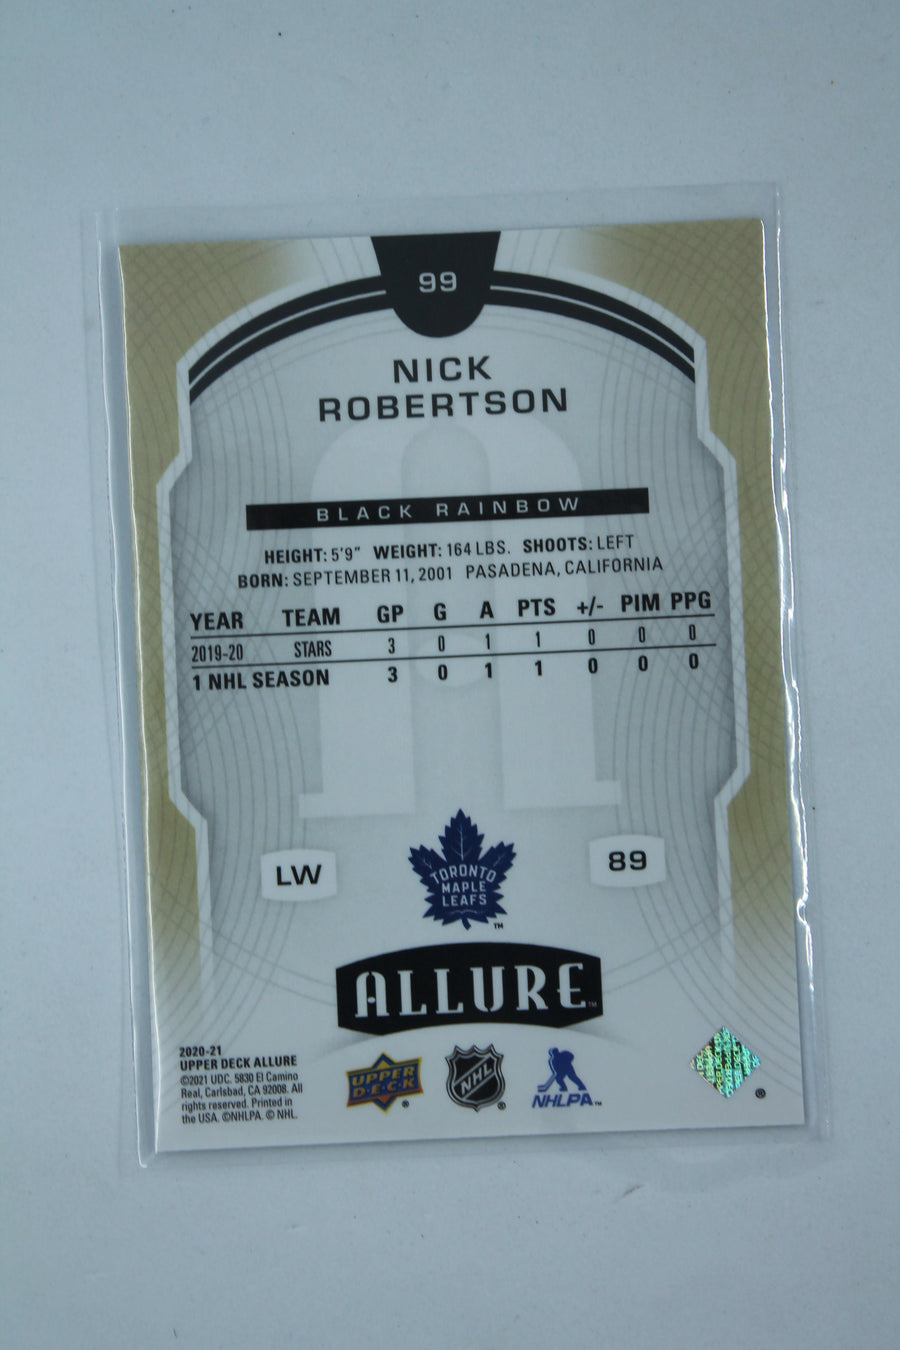 99
NICK
ROBERTSON
BLACK RAINBOW
HEIGHT: 5'9" WEIGHT: 164 LBS. SHOOTS: LEFT
BORN: SEPTEMBER 11, 2001 PASADENA, CALIFORNIA
YEAR TEAM GP G A PTS +/- PIM PPG
2019-20 STARS 3 0 1 1 0 0 0
1 NHL SEASON 3 0 1 1 0 0 0
LW
TORONTO
MAPLE
LEAFS
TM
89
ALLURE TM
2020-21
UPPER DECK ALLURE
©2021 UDC. 5830 El Camino
Real, Carlsbad, CA 92008. All
rights reserved. Printed in
the USA. ©NHLPA. © NHL.
UPPER
D·E·C·K ®
NHL ®
NHLPA TM
®